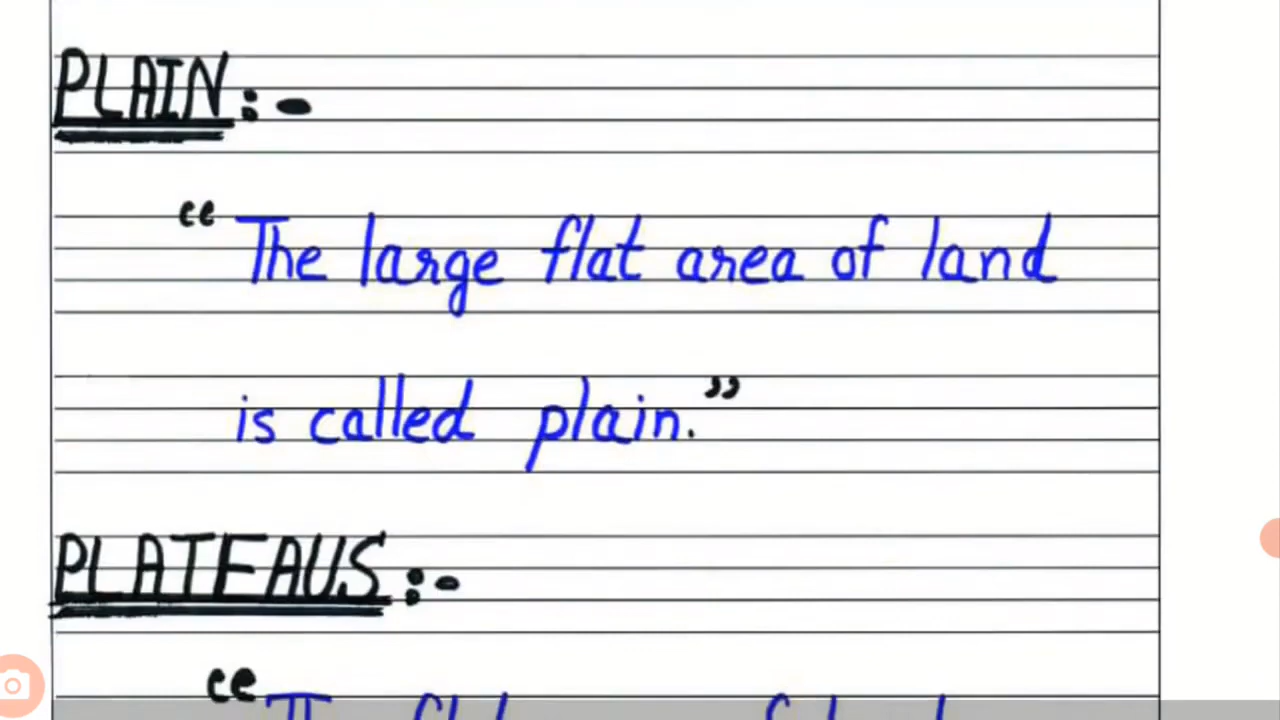 PLAIN:-
“The large flat area of land
is called plain.”
PLATEAUS:-
“